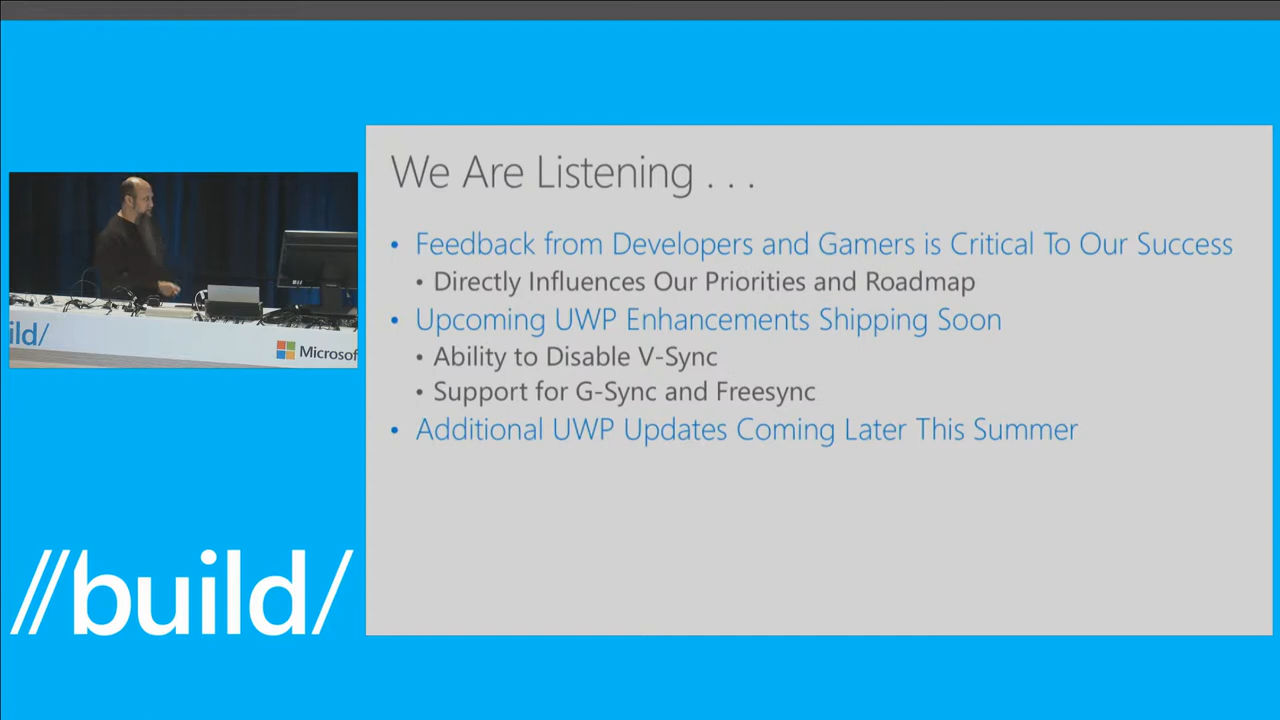 We Are Listening . . .
• Feedback from Developers and Gamers is Critical To Our Success
• Directly Influences Our Priorities and Roadmap
• Upcoming UWP Enhancements Shipping Soon
• Ability to Disable V-Sync
• Support for G-Sync and Freesync
• Additional UWP Updates Coming Later This Summer
ild/
Microsof
//build/